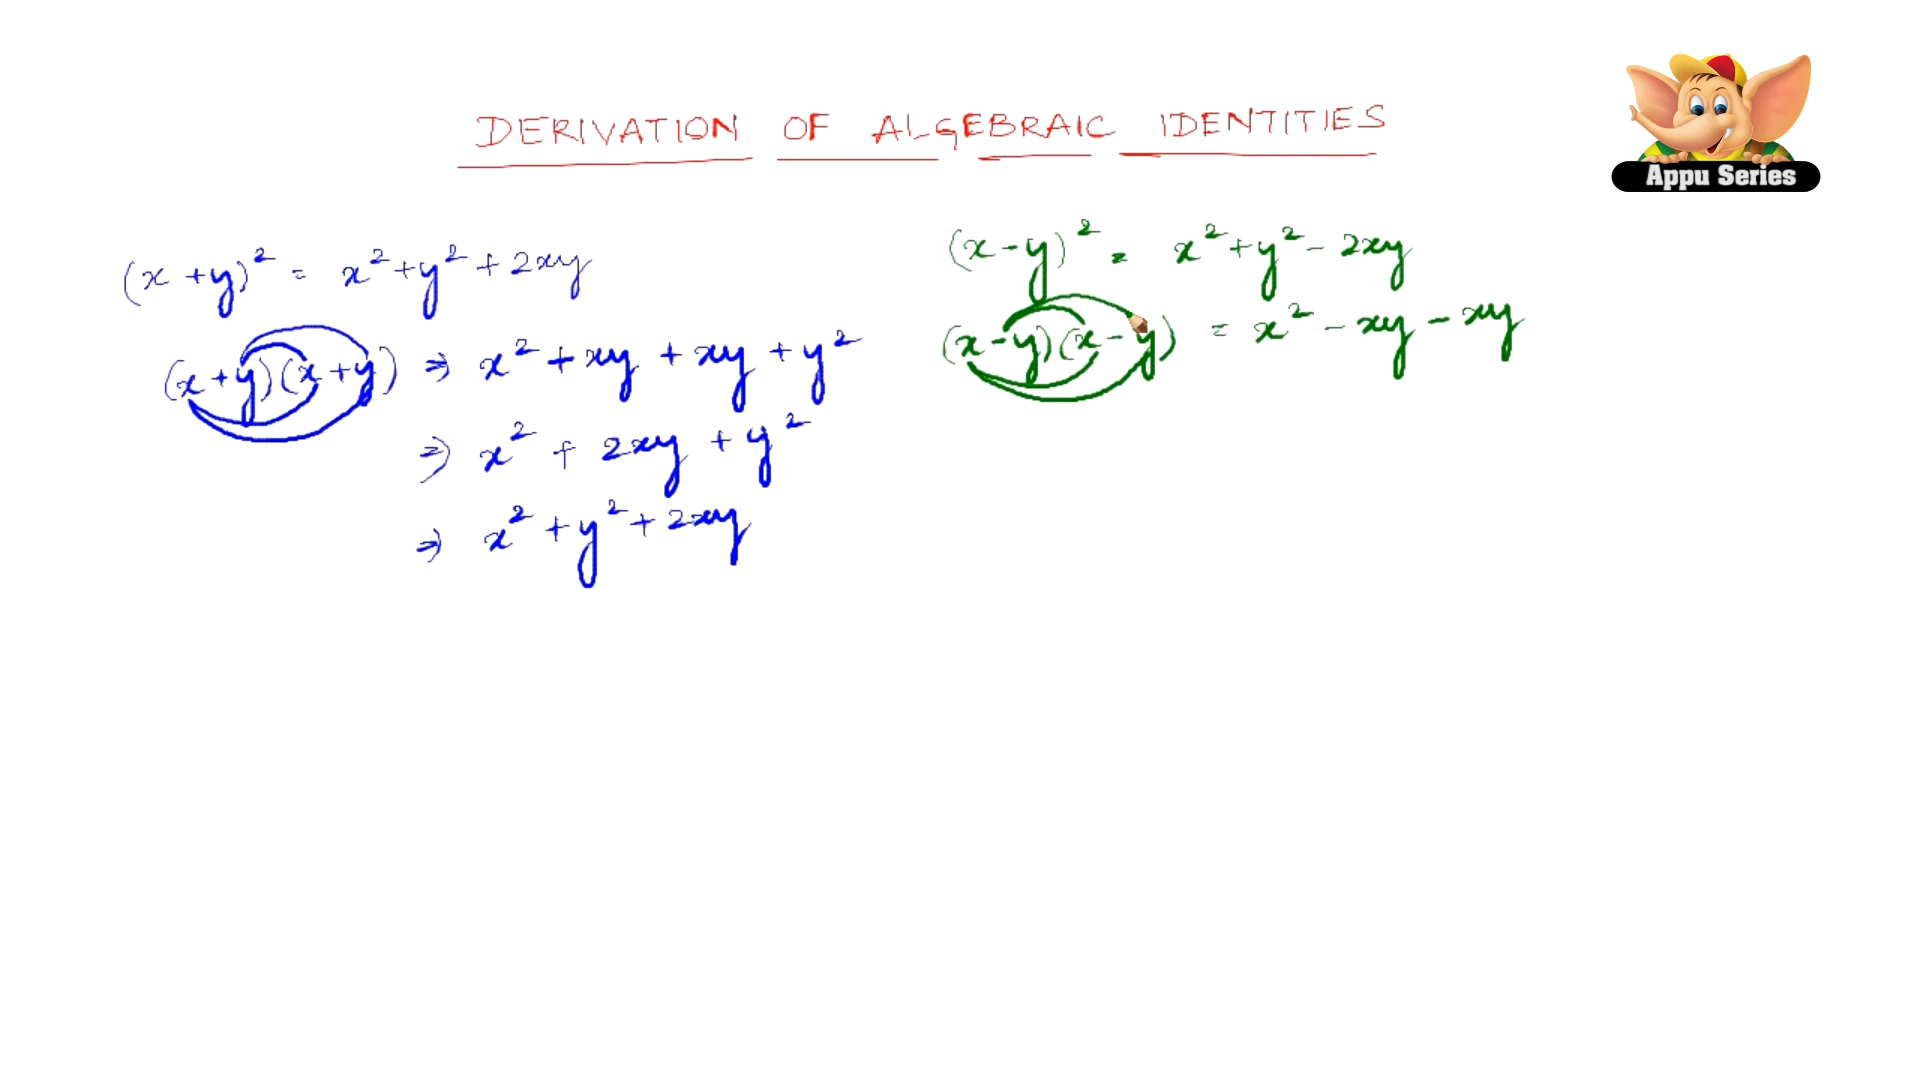 DERIVATION OF ALGEBRAIC IDENTITIES
Appu Series
(x+y)² = x²+y²+2xy
(x+y)(x+y) ⇒ x²+xy+xy+y²
⇒ x²+2xy+y²
⇒ x²+y²+2xy
(x-y)² = x²+y²-2xy
(x-y)(x-y) = x²-xy-xy